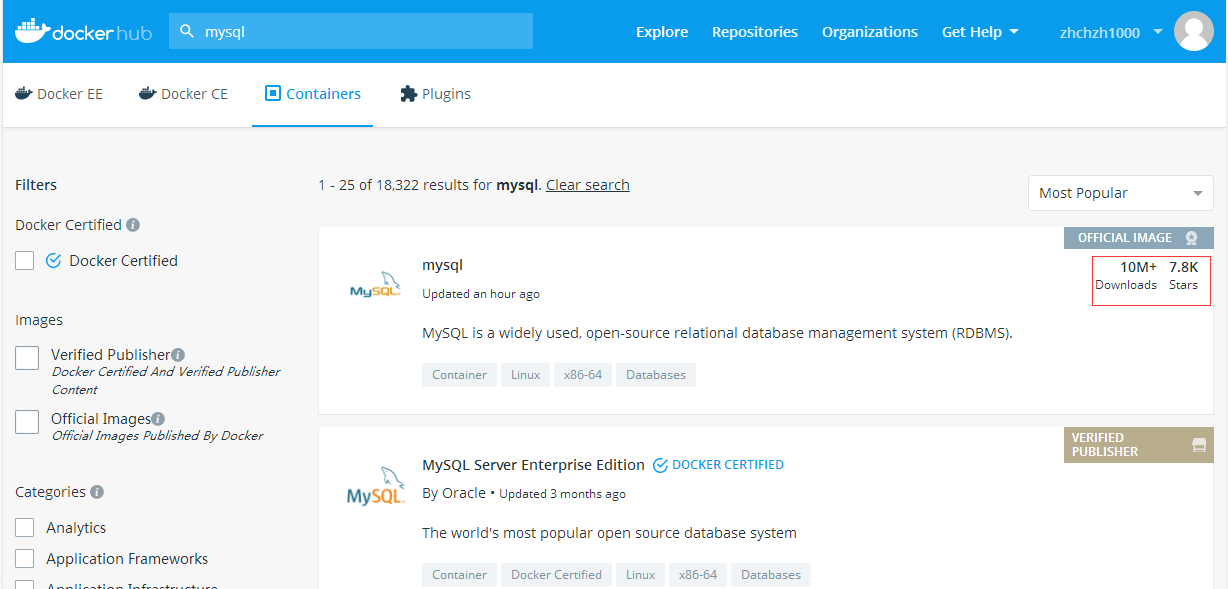 docker hub
mysql
Explore
Repositories
Organizations
Get Help
zhchzh1000
Docker EE
Docker CE
Containers
Plugins
Filters
Docker Certified
Docker Certified
Images
Verified Publisher
Docker Certified And Verified Publisher
Content
Official Images
Official Images Published By Docker
Categories
Analytics
Application Frameworks
Application Infrastructure
1 - 25 of 18,322 results for mysql. Clear search
Most Popular
OFFICIAL IMAGE
MySQL
mysql
Updated an hour ago
10M+ 7.8K
Downloads Stars
MySQL is a widely used, open-source relational database management system (RDBMS).
Container Linux x86-64 Databases
VERIFIED
PUBLISHER
MySQL
MySQL Server Enterprise Edition DOCKER CERTIFIED
By Oracle • Updated 3 months ago
The world's most popular open source database system
Container Docker Certified Linux x86-64 Databases